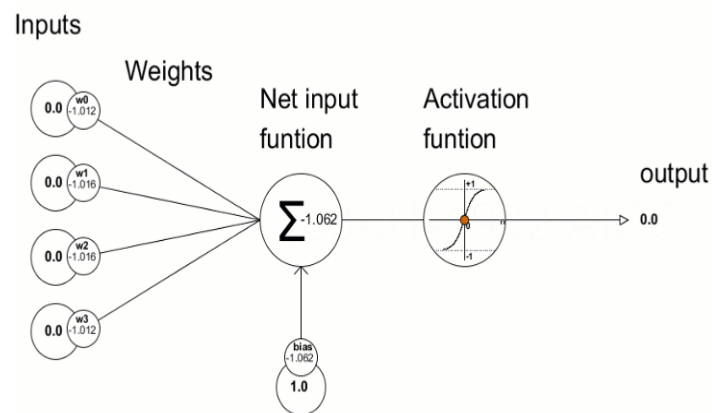 Inputs
Weights
Net input
funtion
Activation
funtion
output
0.0
w0
-1.012
0.0
w1
-1.016
0.0
w2
-1.016
0.0
w3
-1.012
∑ -1.062
+1
0
n
-1
0.0
bias
-1.062
1.0